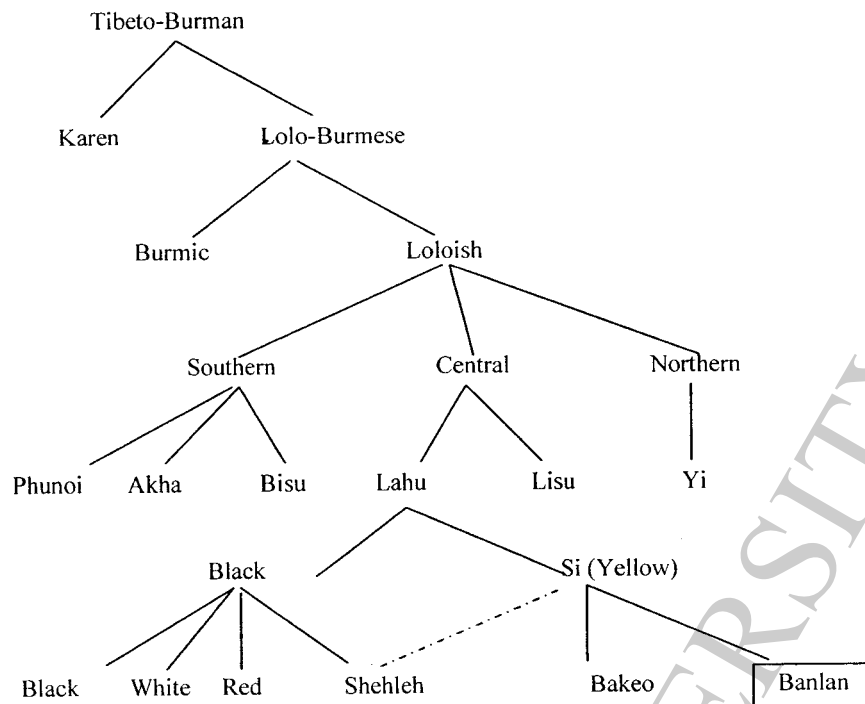 Tibeto-Burman
Karen Lolo-Burmese
Burmic Loloish
Southern Central Northern
Phunoi Akha Bisu Lahu Lisu Yi
Black Si (Yellow)
Black White Red Shehleh Bakeo Banlan
ERSITY